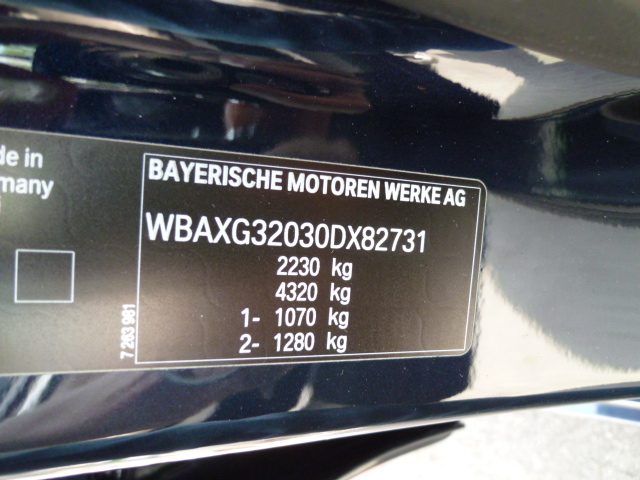 de in
rmany
BAYERISCHE MOTOREN WERKE AG
WBAXG32030DX82731
2230 kg
4320 kg
1- 1070 kg
2- 1280 kg
7 263 981